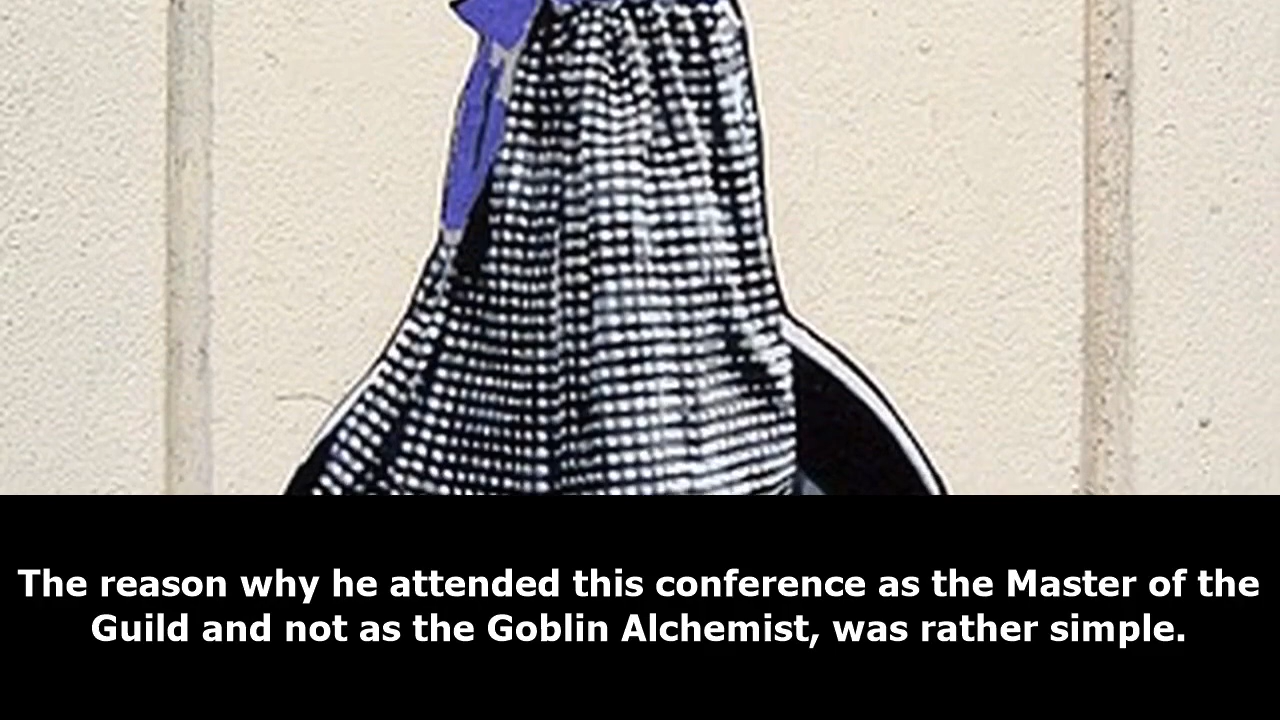 The reason why he attended this conference as the Master of the
Guild and not as the Goblin Alchemist, was rather simple.